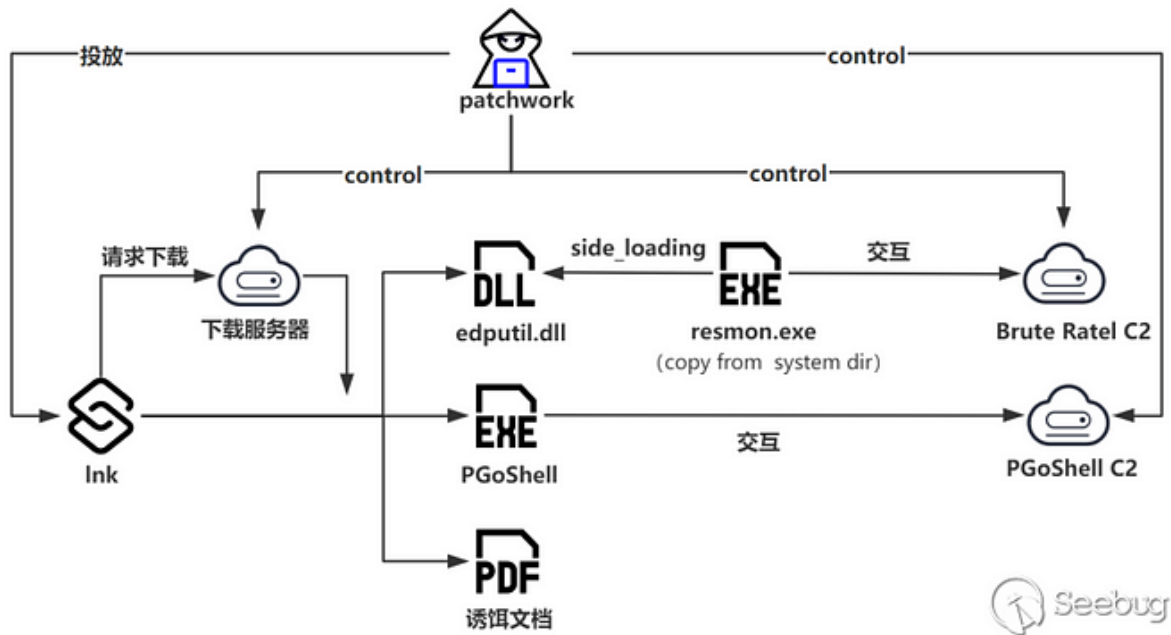 投放
control
patchwork
control
control
请求下载
side_loading
交互
DLL
EXE
下载服务器
edputil.dll
resmon.exe
Brute Ratel C2
(copy from system dir)
EXE
交互
lnk
PGoShell
PGoShell C2
PDF
诱饵文档
Seebug